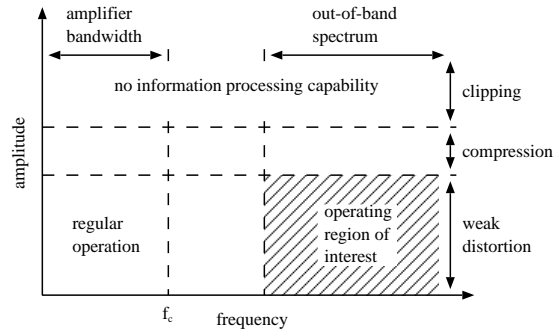 amplifier
bandwidth
out-of-band
spectrum
no information processing capability
clipping
compression
amplitude
regular
operation
operating
region of
interest
weak
distortion
f_c
frequency